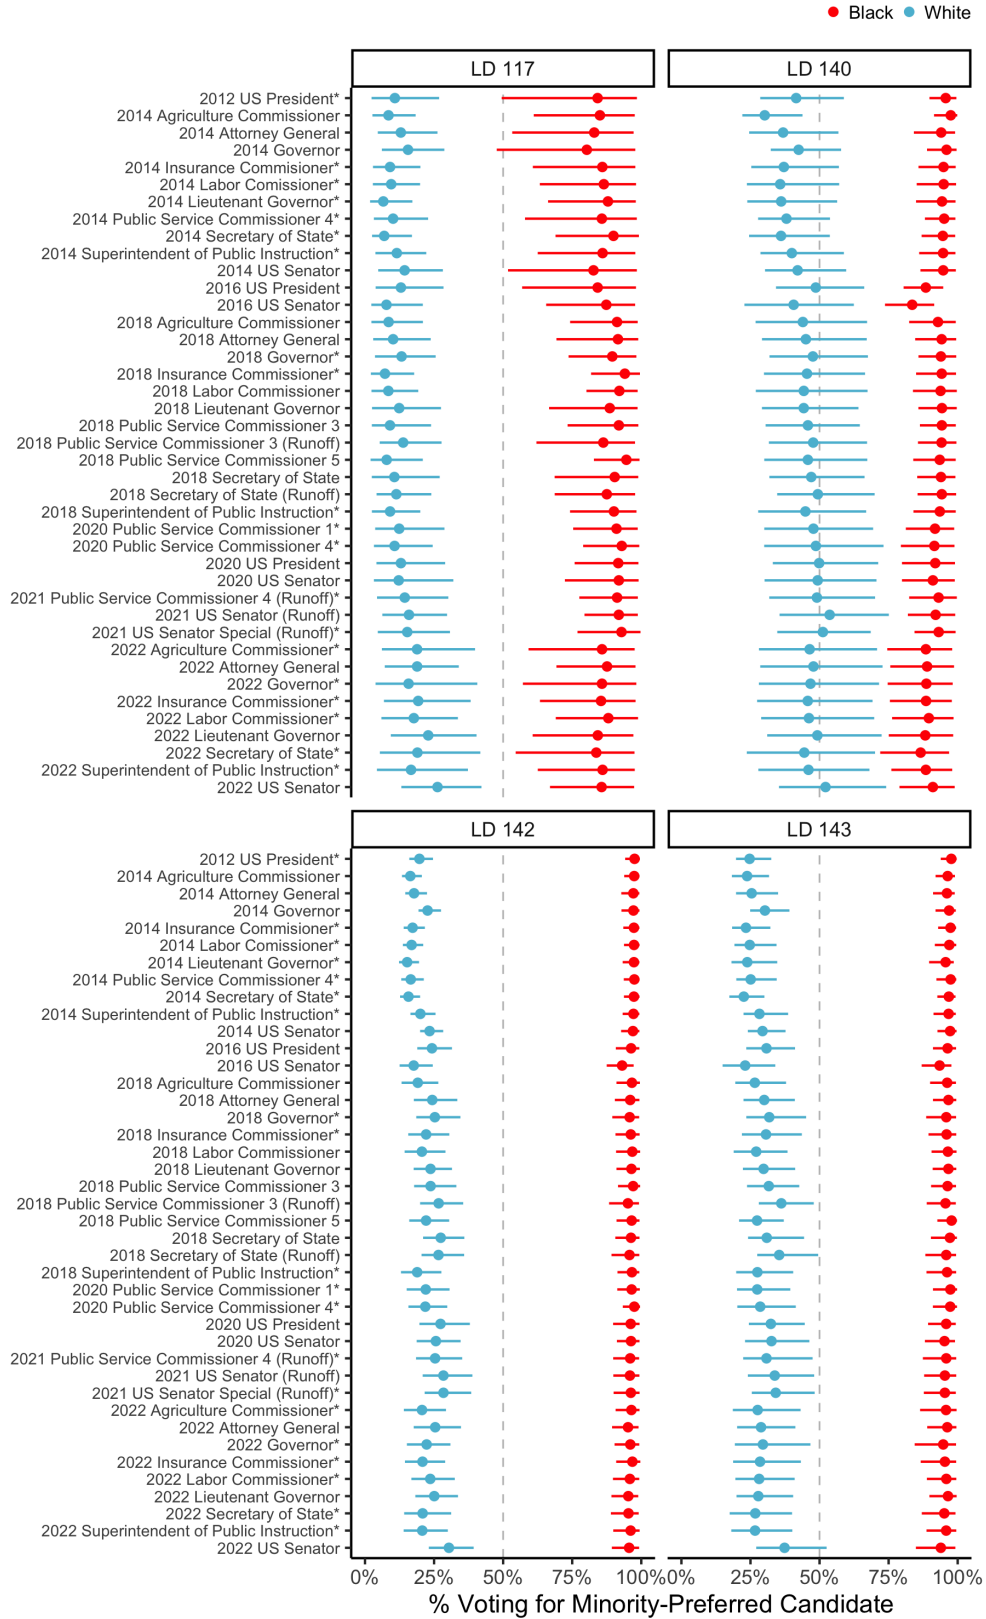 Black White
LD 117 LD 140
2012 US President*
2014 Agriculture Commissioner
2014 Attorney General
2014 Governor
2014 Insurance Commisioner*
2014 Labor Comissioner*
2014 Lieutenant Governor*
2014 Public Service Commissioner 4*
2014 Secretary of State*
2014 Superintendent of Public Instruction*
2014 US Senator
2016 US President
2016 US Senator
2018 Agriculture Commissioner
2018 Attorney General
2018 Governor*
2018 Insurance Commissioner*
2018 Labor Commissioner
2018 Lieutenant Governor
2018 Public Service Commissioner 3
2018 Public Service Commissioner 3 (Runoff)
2018 Public Service Commissioner 5
2018 Secretary of State
2018 Secretary of State (Runoff)
2018 Superintendent of Public Instruction*
2020 Public Service Commissioner 1*
2020 Public Service Commissioner 4*
2020 US President
2020 US Senator
2021 Public Service Commissioner 4 (Runoff)*
2021 US Senator (Runoff)
2021 US Senator Special (Runoff)*
2022 Agriculture Commissioner*
2022 Attorney General
2022 Governor*
2022 Insurance Commissioner*
2022 Labor Commissioner*
2022 Lieutenant Governor
2022 Secretary of State*
2022 Superintendent of Public Instruction*
2022 US Senator
LD 142 LD 143
2012 US President*
2014 Agriculture Commissioner
2014 Attorney General
2014 Governor
2014 Insurance Commisioner*
2014 Labor Comissioner*
2014 Lieutenant Governor*
2014 Public Service Commissioner 4*
2014 Secretary of State*
2014 Superintendent of Public Instruction*
2014 US Senator
2016 US President
2016 US Senator
2018 Agriculture Commissioner
2018 Attorney General
2018 Governor*
2018 Insurance Commissioner*
2018 Labor Commissioner
2018 Lieutenant Governor
2018 Public Service Commissioner 3
2018 Public Service Commissioner 3 (Runoff)
2018 Public Service Commissioner 5
2018 Secretary of State
2018 Secretary of State (Runoff)
2018 Superintendent of Public Instruction*
2020 Public Service Commissioner 1*
2020 Public Service Commissioner 4*
2020 US President
2020 US Senator
2021 Public Service Commissioner 4 (Runoff)*
2021 US Senator (Runoff)
2021 US Senator Special (Runoff)*
2022 Agriculture Commissioner*
2022 Attorney General
2022 Governor*
2022 Insurance Commissioner*
2022 Labor Commissioner*
2022 Lieutenant Governor
2022 Secretary of State*
2022 Superintendent of Public Instruction*
2022 US Senator
0% 25% 50% 75% 100% 0% 25% 50% 75% 100%
% Voting for Minority-Preferred Candidate